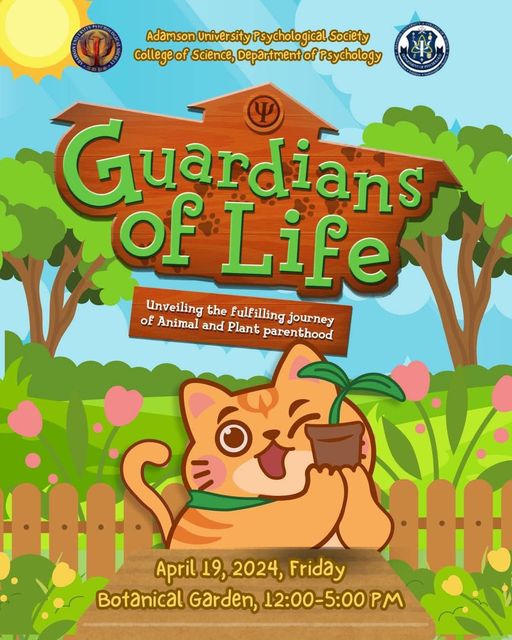 Adamson University Psychological Society
College of Science, Department of Psychology
Ψ
Guardians
of Life
Unveiling the fulfilling journey
of Animal and Plant parenthood
April 19, 2024, Friday
Botanical Garden, 12:00-5:00 PM